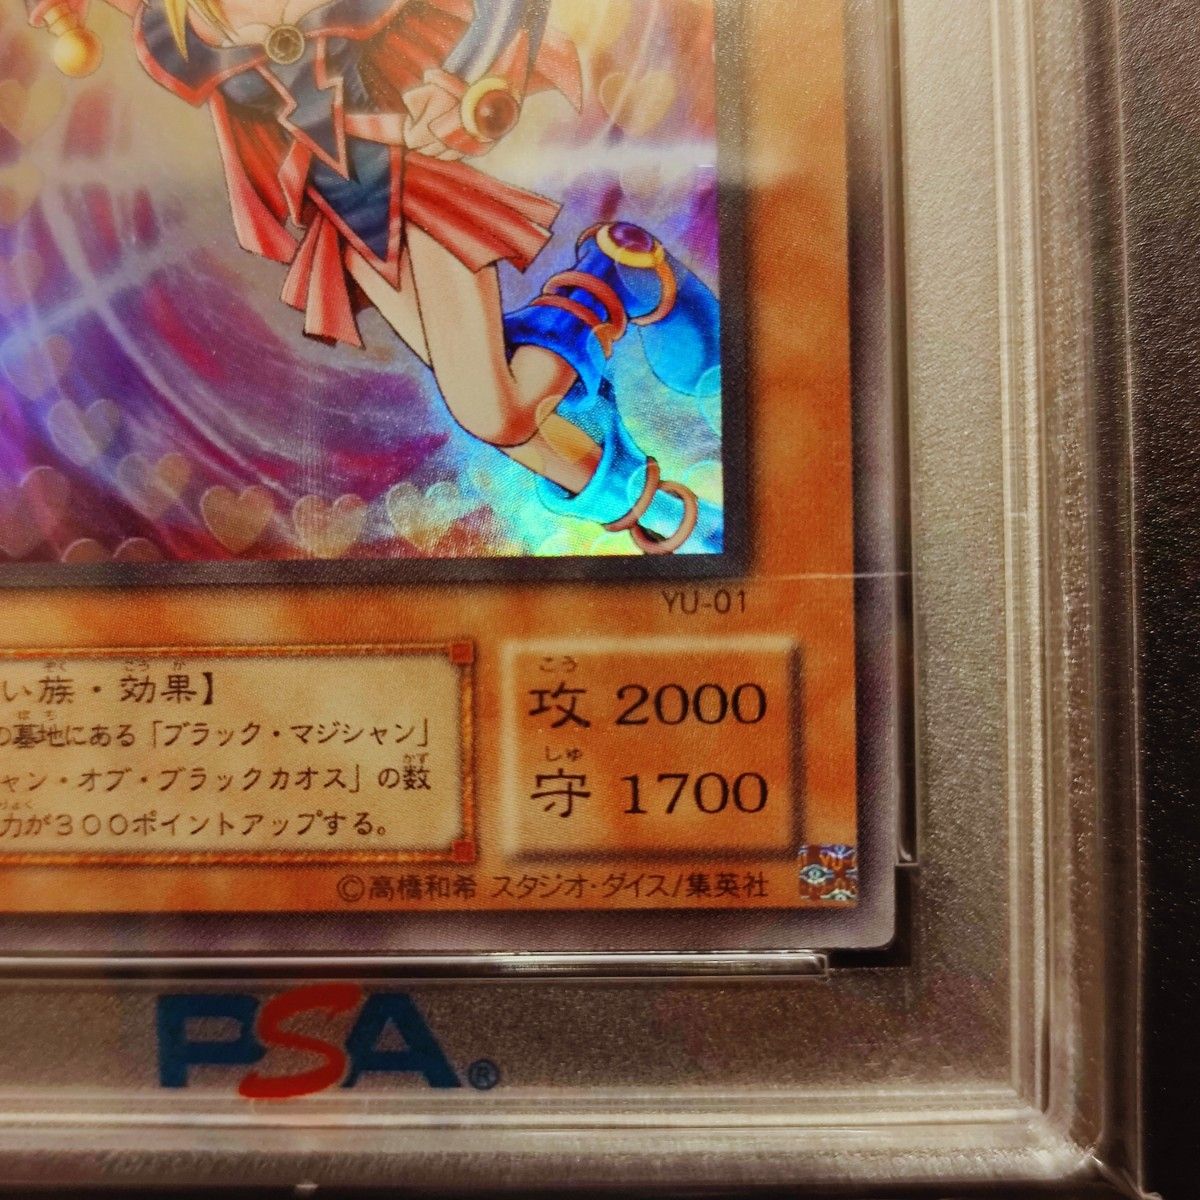 YU-01
い族・効果】
の墓地にある「ブラック・マジシャン」
ャン・オブ・ブラックカオス」の数
力が３００ポイントアップする。
攻 2000
守 1700
©高橋和希 スタジオ・ダイス/集英社
PSA®